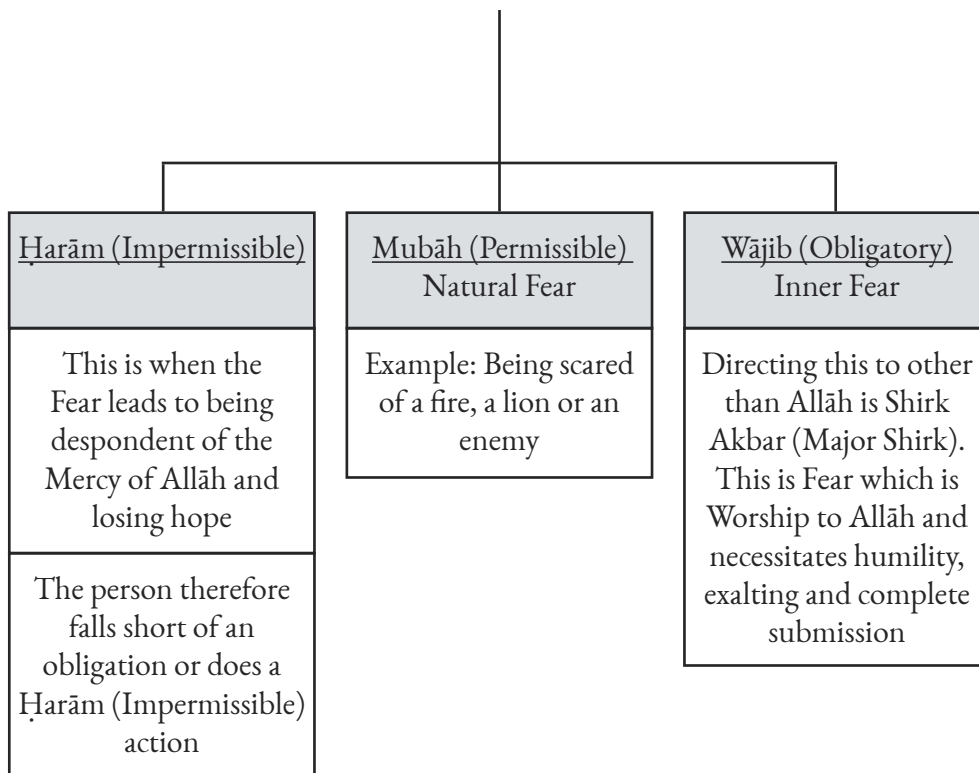 Ḥarām (Impermissible)
This is when the
Fear leads to being
despondent of the
Mercy of Allāh and
losing hope
The person therefore
falls short of an
obligation or does a
Ḥarām (Impermissible)
action
Mubāh (Permissible)
Natural Fear
Example: Being scared
of a fire, a lion or an
enemy
Wājib (Obligatory)
Inner Fear
Directing this to other
than Allāh is Shirk
Akbar (Major Shirk).
This is Fear which is
Worship to Allāh and
necessitates humility,
exalting and complete
submission